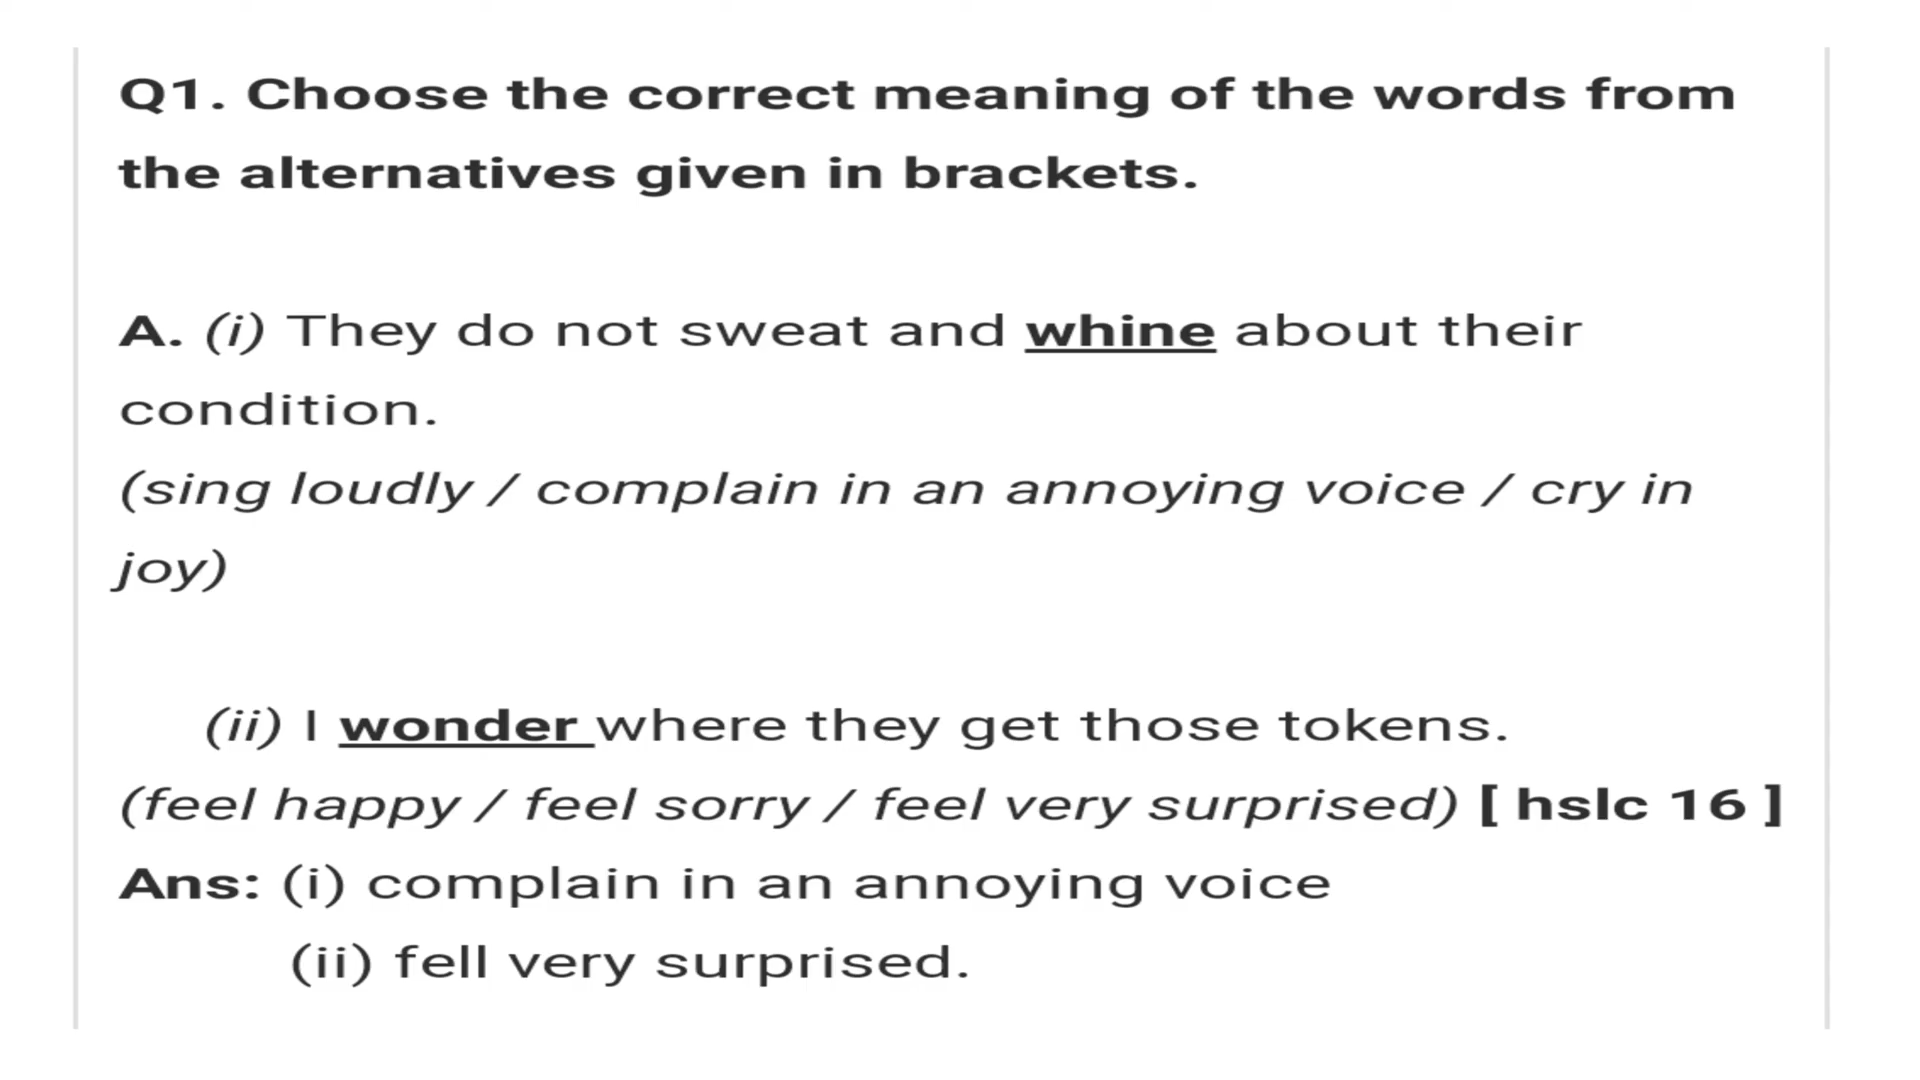 Q1. Choose the correct meaning of the words from
the alternatives given in brackets.
A. (i) They do not sweat and whine about their
condition.
(sing loudly / complain in an annoying voice / cry in
joy)
(ii) I wonder where they get those tokens.
(feel happy / feel sorry / feel very surprised) [ hslc 16 ]
Ans: (i) complain in an annoying voice
(ii) fell very surprised.